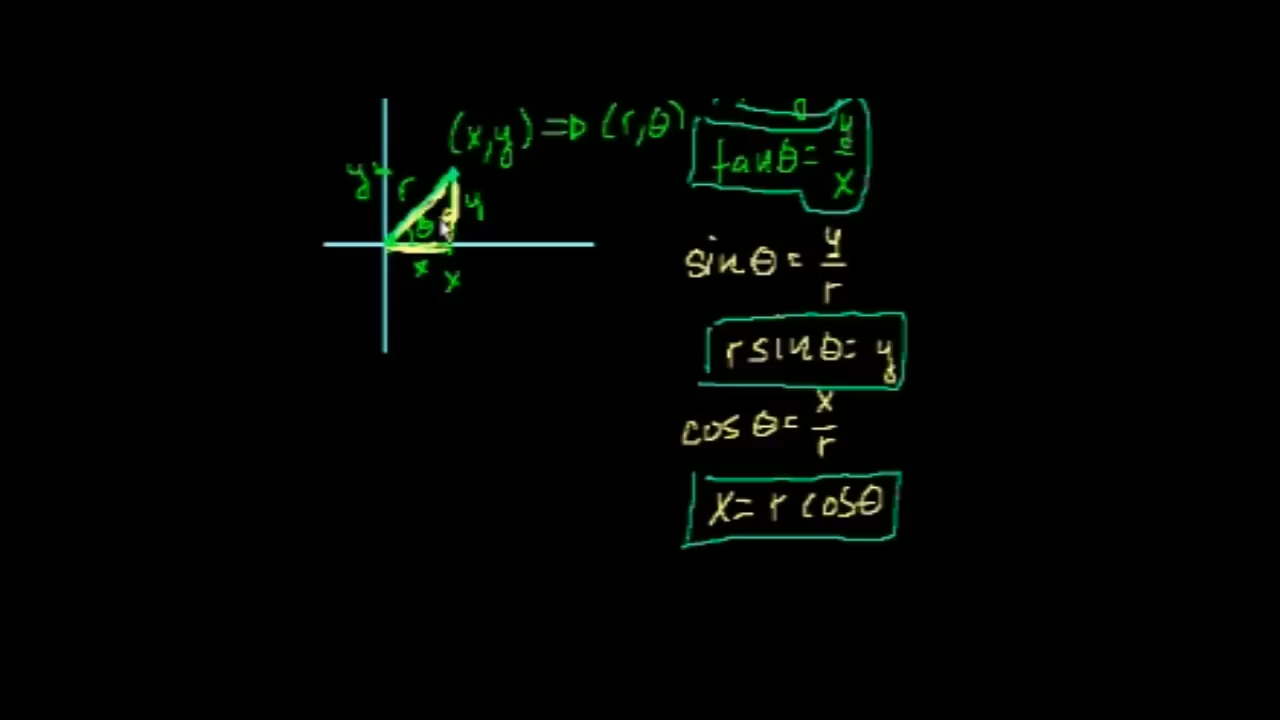 (x,y) ⇒ (r,θ)
y
r
y
θ
x
x
tanθ = y/x
sinθ = y/r
r sinθ = y
cosθ = x/r
x = r cosθ